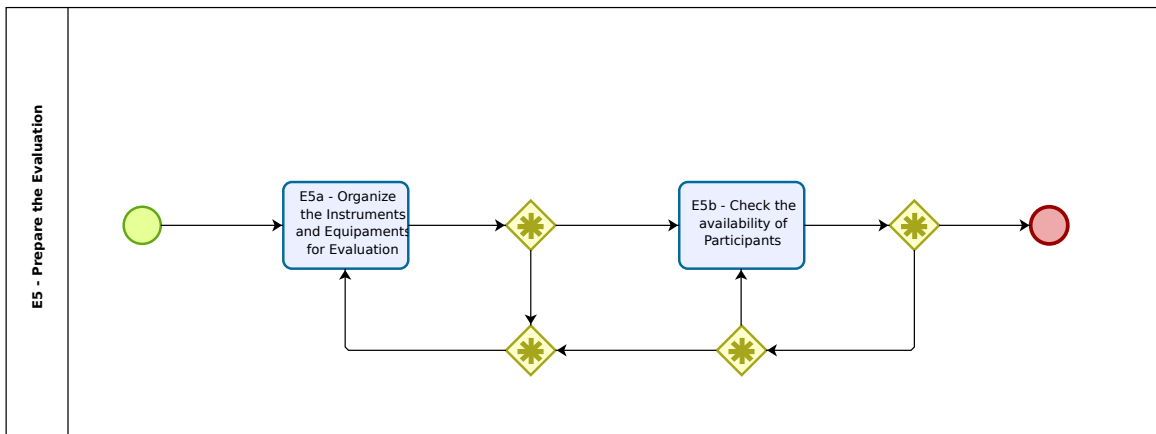 E5 - Prepare the Evaluation
E5a - Organize
the Instruments
and Equipaments
for Evaluation
E5b - Check the
availability of
Participants